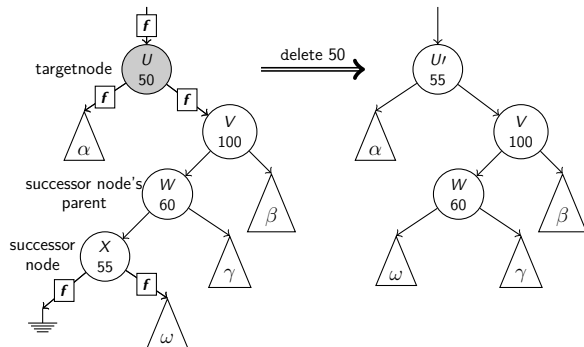 f
U
50
targetnode
f
f
α
V
100
successor node's
parent
W
60
β
successor
node
X
55
γ
f
f
ω
delete 50
U′
55
α
V
100
W
60
β
ω
γ